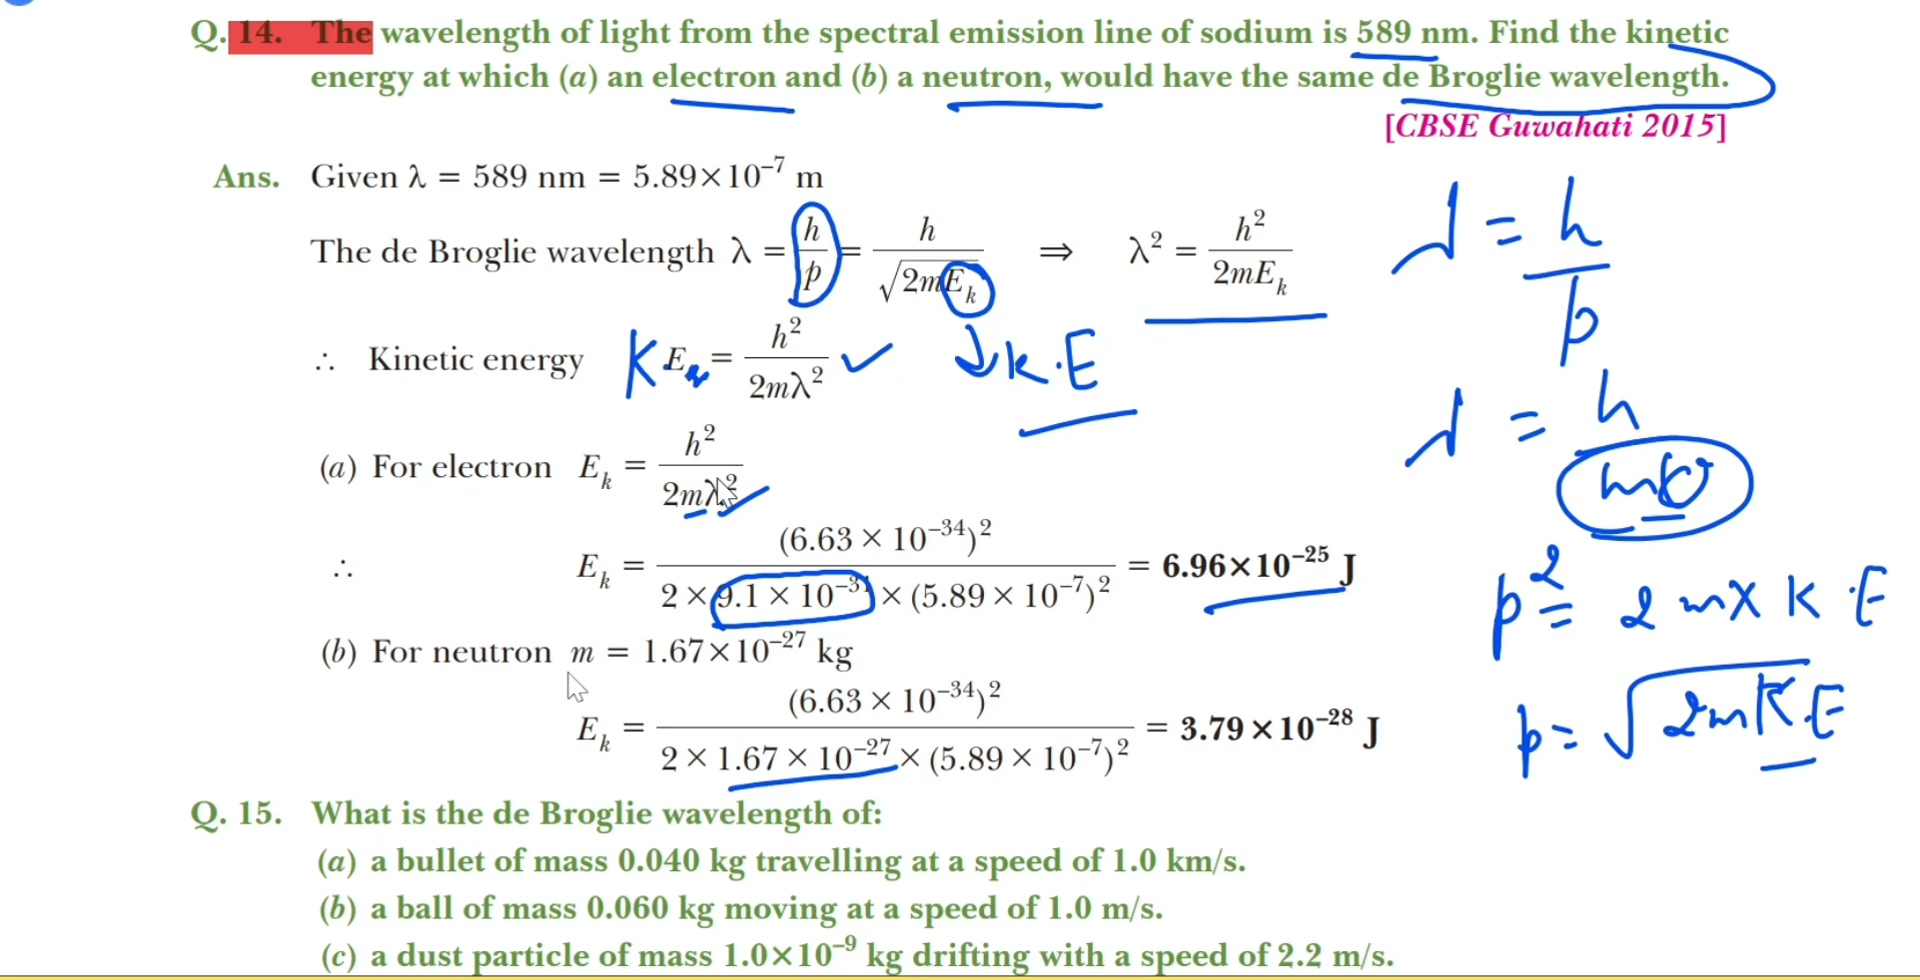 Q. 14. The wavelength of light from the spectral emission line of sodium is 589 nm. Find the kinetic
energy at which (a) an electron and (b) a neutron, would have the same de Broglie wavelength.
[CBSE Guwahati 2015]
Ans. Given λ = 589 nm = 5.89×10⁻⁷ m
The de Broglie wavelength λ = h/p = h/√(2mE_k) ⇒ λ² = h²/2mE_k
λ = h/p
∴ Kinetic energy K E = h²/2mλ² ✓ K.E
λ = h/mv
(a) For electron E_k = h²/2mλ²
∴ E_k = (6.63 × 10⁻³⁴)²/2 × 9.1 × 10⁻³¹ × (5.89 × 10⁻⁷)² = 6.96×10⁻²⁵ J
p² = 2m×K.E
(b) For neutron m = 1.67×10⁻²⁷ kg
E_k = (6.63 × 10⁻³⁴)²/2 × 1.67 × 10⁻²⁷ × (5.89 × 10⁻⁷)² = 3.79×10⁻²⁸ J
p = √2mK.E
Q. 15. What is the de Broglie wavelength of:
(a) a bullet of mass 0.040 kg travelling at a speed of 1.0 km/s.
(b) a ball of mass 0.060 kg moving at a speed of 1.0 m/s.
(c) a dust particle of mass 1.0×10⁻⁹ kg drifting with a speed of 2.2 m/s.